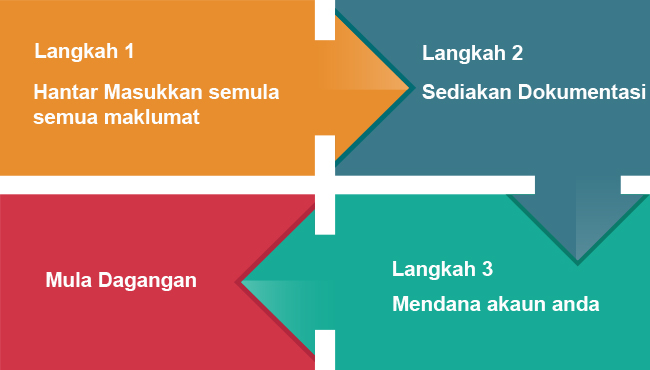 Langkah 1
Hantar Masukkan semula
semua maklumat
Langkah 2
Sediakan Dokumentasi
Langkah 3
Mendana akaun anda
Mula Dagangan